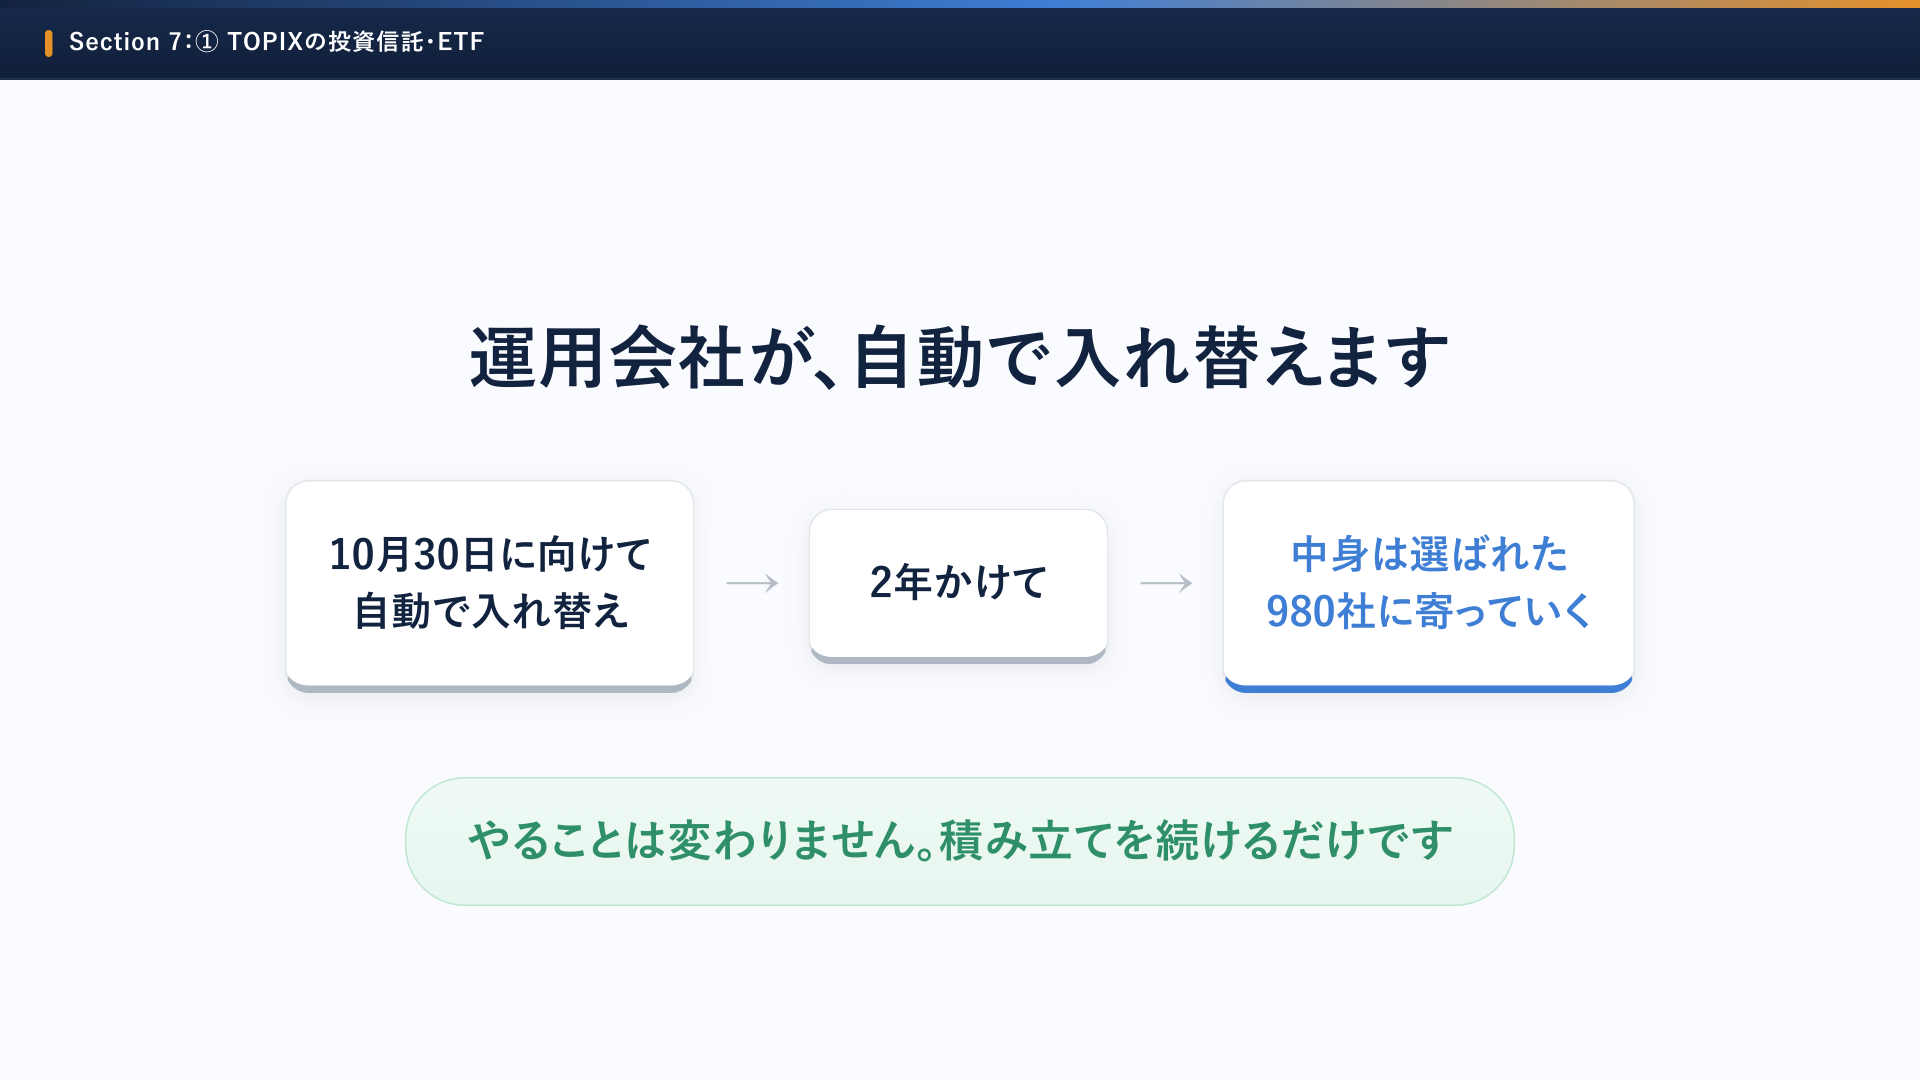 Section 7：① TOPIXの投資信託・ETF
運用会社が、自動で入れ替えます
10月30日に向けて
自動で入れ替え
→
2年かけて
→
中身は選ばれた
980社に寄っていく
やることは変わりません。積み立てを続けるだけです